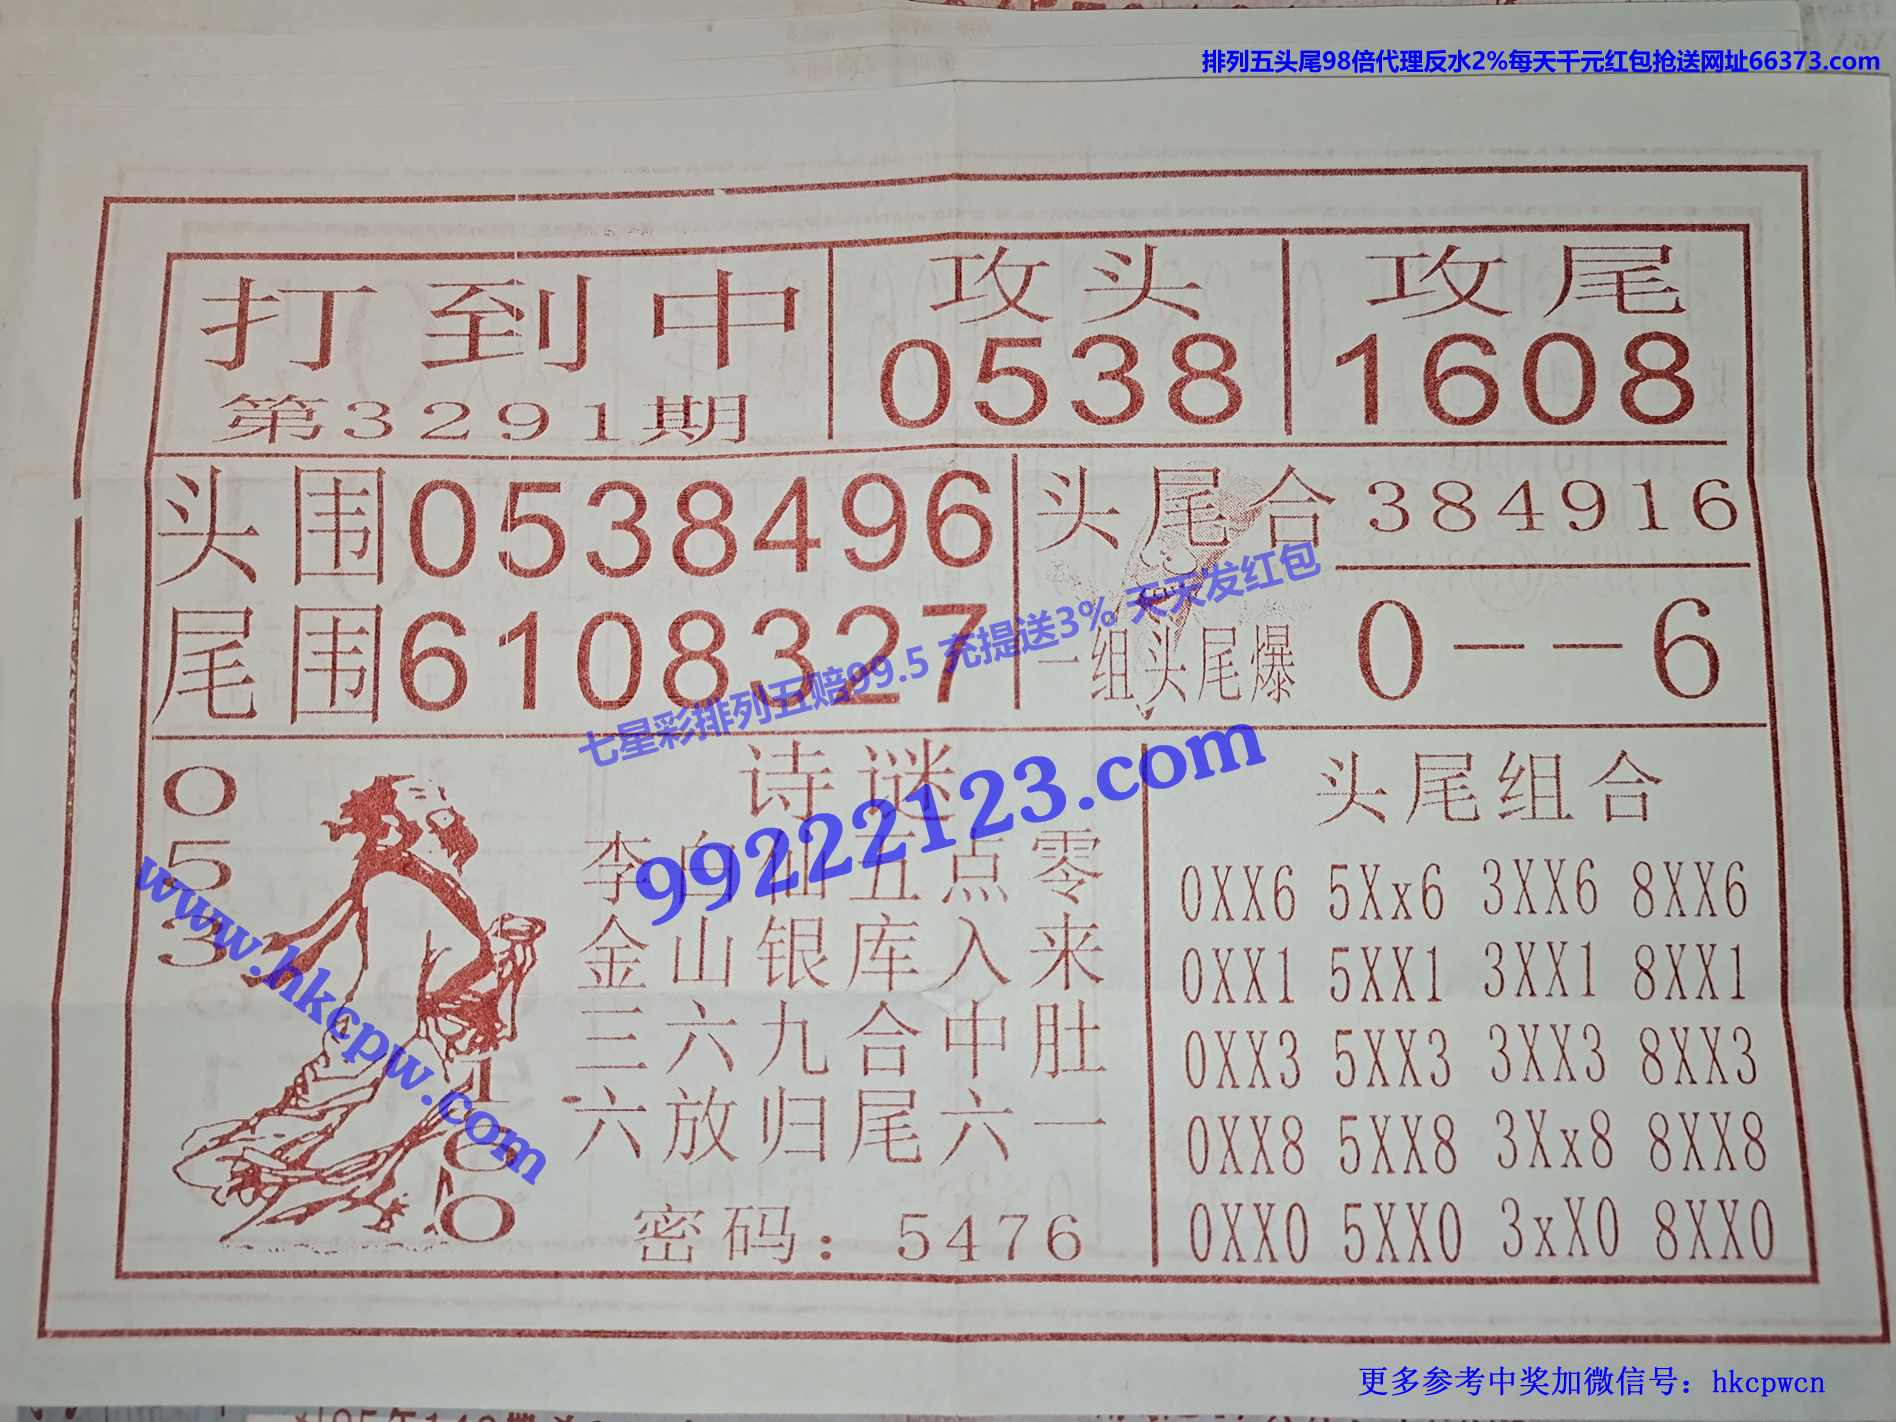 排列五头尾98倍代理反水2%每天千元红包抢送网址66373.com
打到中
第3291期
攻头
0538
攻尾
1608
头围0538496
尾围6108327
头尾合 384916
一组头尾爆 0--6
七星彩排列五赔99.5 充提送3% 天天发红包
99222123.com
www.hkcpw.com
0
5
3
1
6
0
诗谜
李白仙五点零
金山银库入来
三六九合中肚
六放归尾六一
密码：5476
头尾组合
0XX6 5Xx6 3XX6 8XX6
0XX1 5XX1 3XX1 8XX1
0XX3 5XX3 3XX3 8XX3
0XX8 5XX8 3Xx8 8XX8
0XX0 5XX0 3xX0 8XX0
更多参考中奖加微信号：hkcpwcn